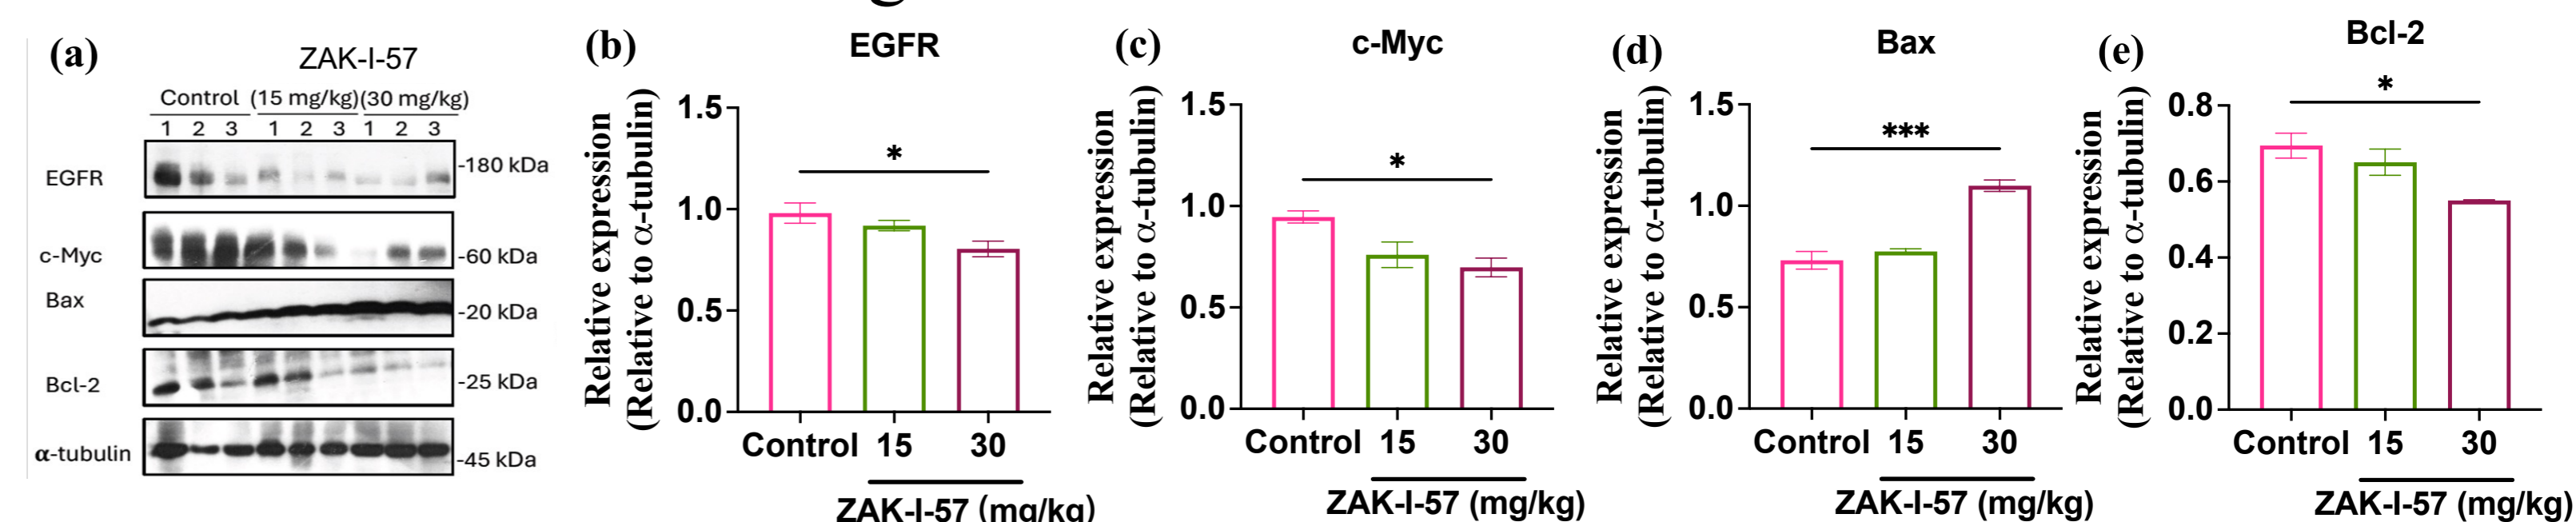 (a)
ZAK-I-57
Control (15 mg/kg)(30 mg/kg)
1 2 3 1 2 3 1 2 3
EGFR
-180 kDa
c-Myc
-60 kDa
Bax
-20 kDa
Bcl-2
-25 kDa
α-tubulin
-45 kDa
(b)
EGFR
Relative expression
(Relative to α-tubulin)
1.5
1.0
0.5
0.0
*
Control 15 30
ZAK-I-57 (mg/kg)
(c)
c-Myc
Relative expression
(Relative to α-tubulin)
1.5
1.0
0.5
0.0
*
Control 15 30
ZAK-I-57 (mg/kg)
(d)
Bax
Relative expression
(Relative to α-tubulin)
1.5
1.0
0.5
0.0
***
Control 15 30
ZAK-I-57 (mg/kg)
(e)
Bcl-2
Relative expression
(Relative to α-tubulin)
0.8
0.6
0.4
0.2
0.0
*
Control 15 30
ZAK-I-57 (mg/kg)